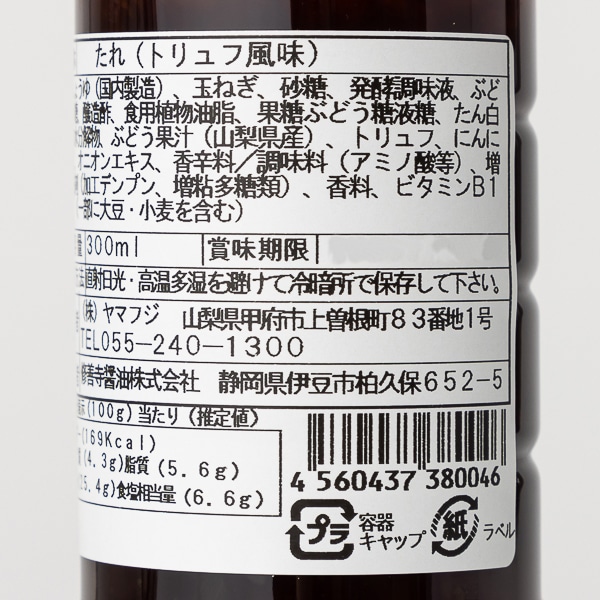 たれ（トリュフ風味）
うゆ（国内製造）、玉ねぎ、砂糖、発酵調味液、ぶど
醸造酢、食用植物油脂、果糖ぶどう糖液糖、たん白
分解物、ぶどう果汁（山梨県産）、トリュフ、にんに
オニオンエキス、香辛料／調味料（アミノ酸等）、増
加工デンプン、増粘多糖類）、香料、ビタミンB1
一部に大豆・小麦を含む）
量 300ml 賞味期限
法 直射日光・高温多湿を避けて冷暗所で保存して下さい。
（株）ヤマフジ 山梨県甲府市上曽根町83番地1号
TEL055-240-1300
修善寺醤油株式会社 静岡県伊豆市柏久保652-5
表示(100g)当たり（推定値）
(169Kcal)
(4.3g)脂質(5.6g)
5.4g)食塩相当量(6.6g)
4 560437 380046
プラ 容器 キャップ 紙 ラベル